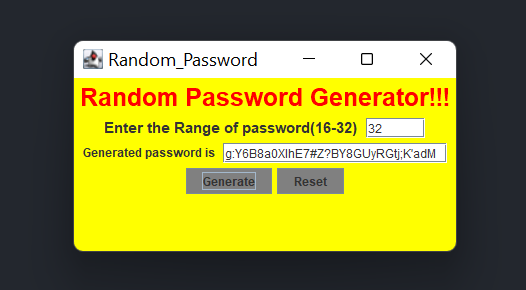 Random_Password
Random Password Generator!!!
Enter the Range of password(16-32) 32
Generated password is g:Y6B8a0XlhE7#Z?BY8GUyRGtj;K'adM
Generate Reset